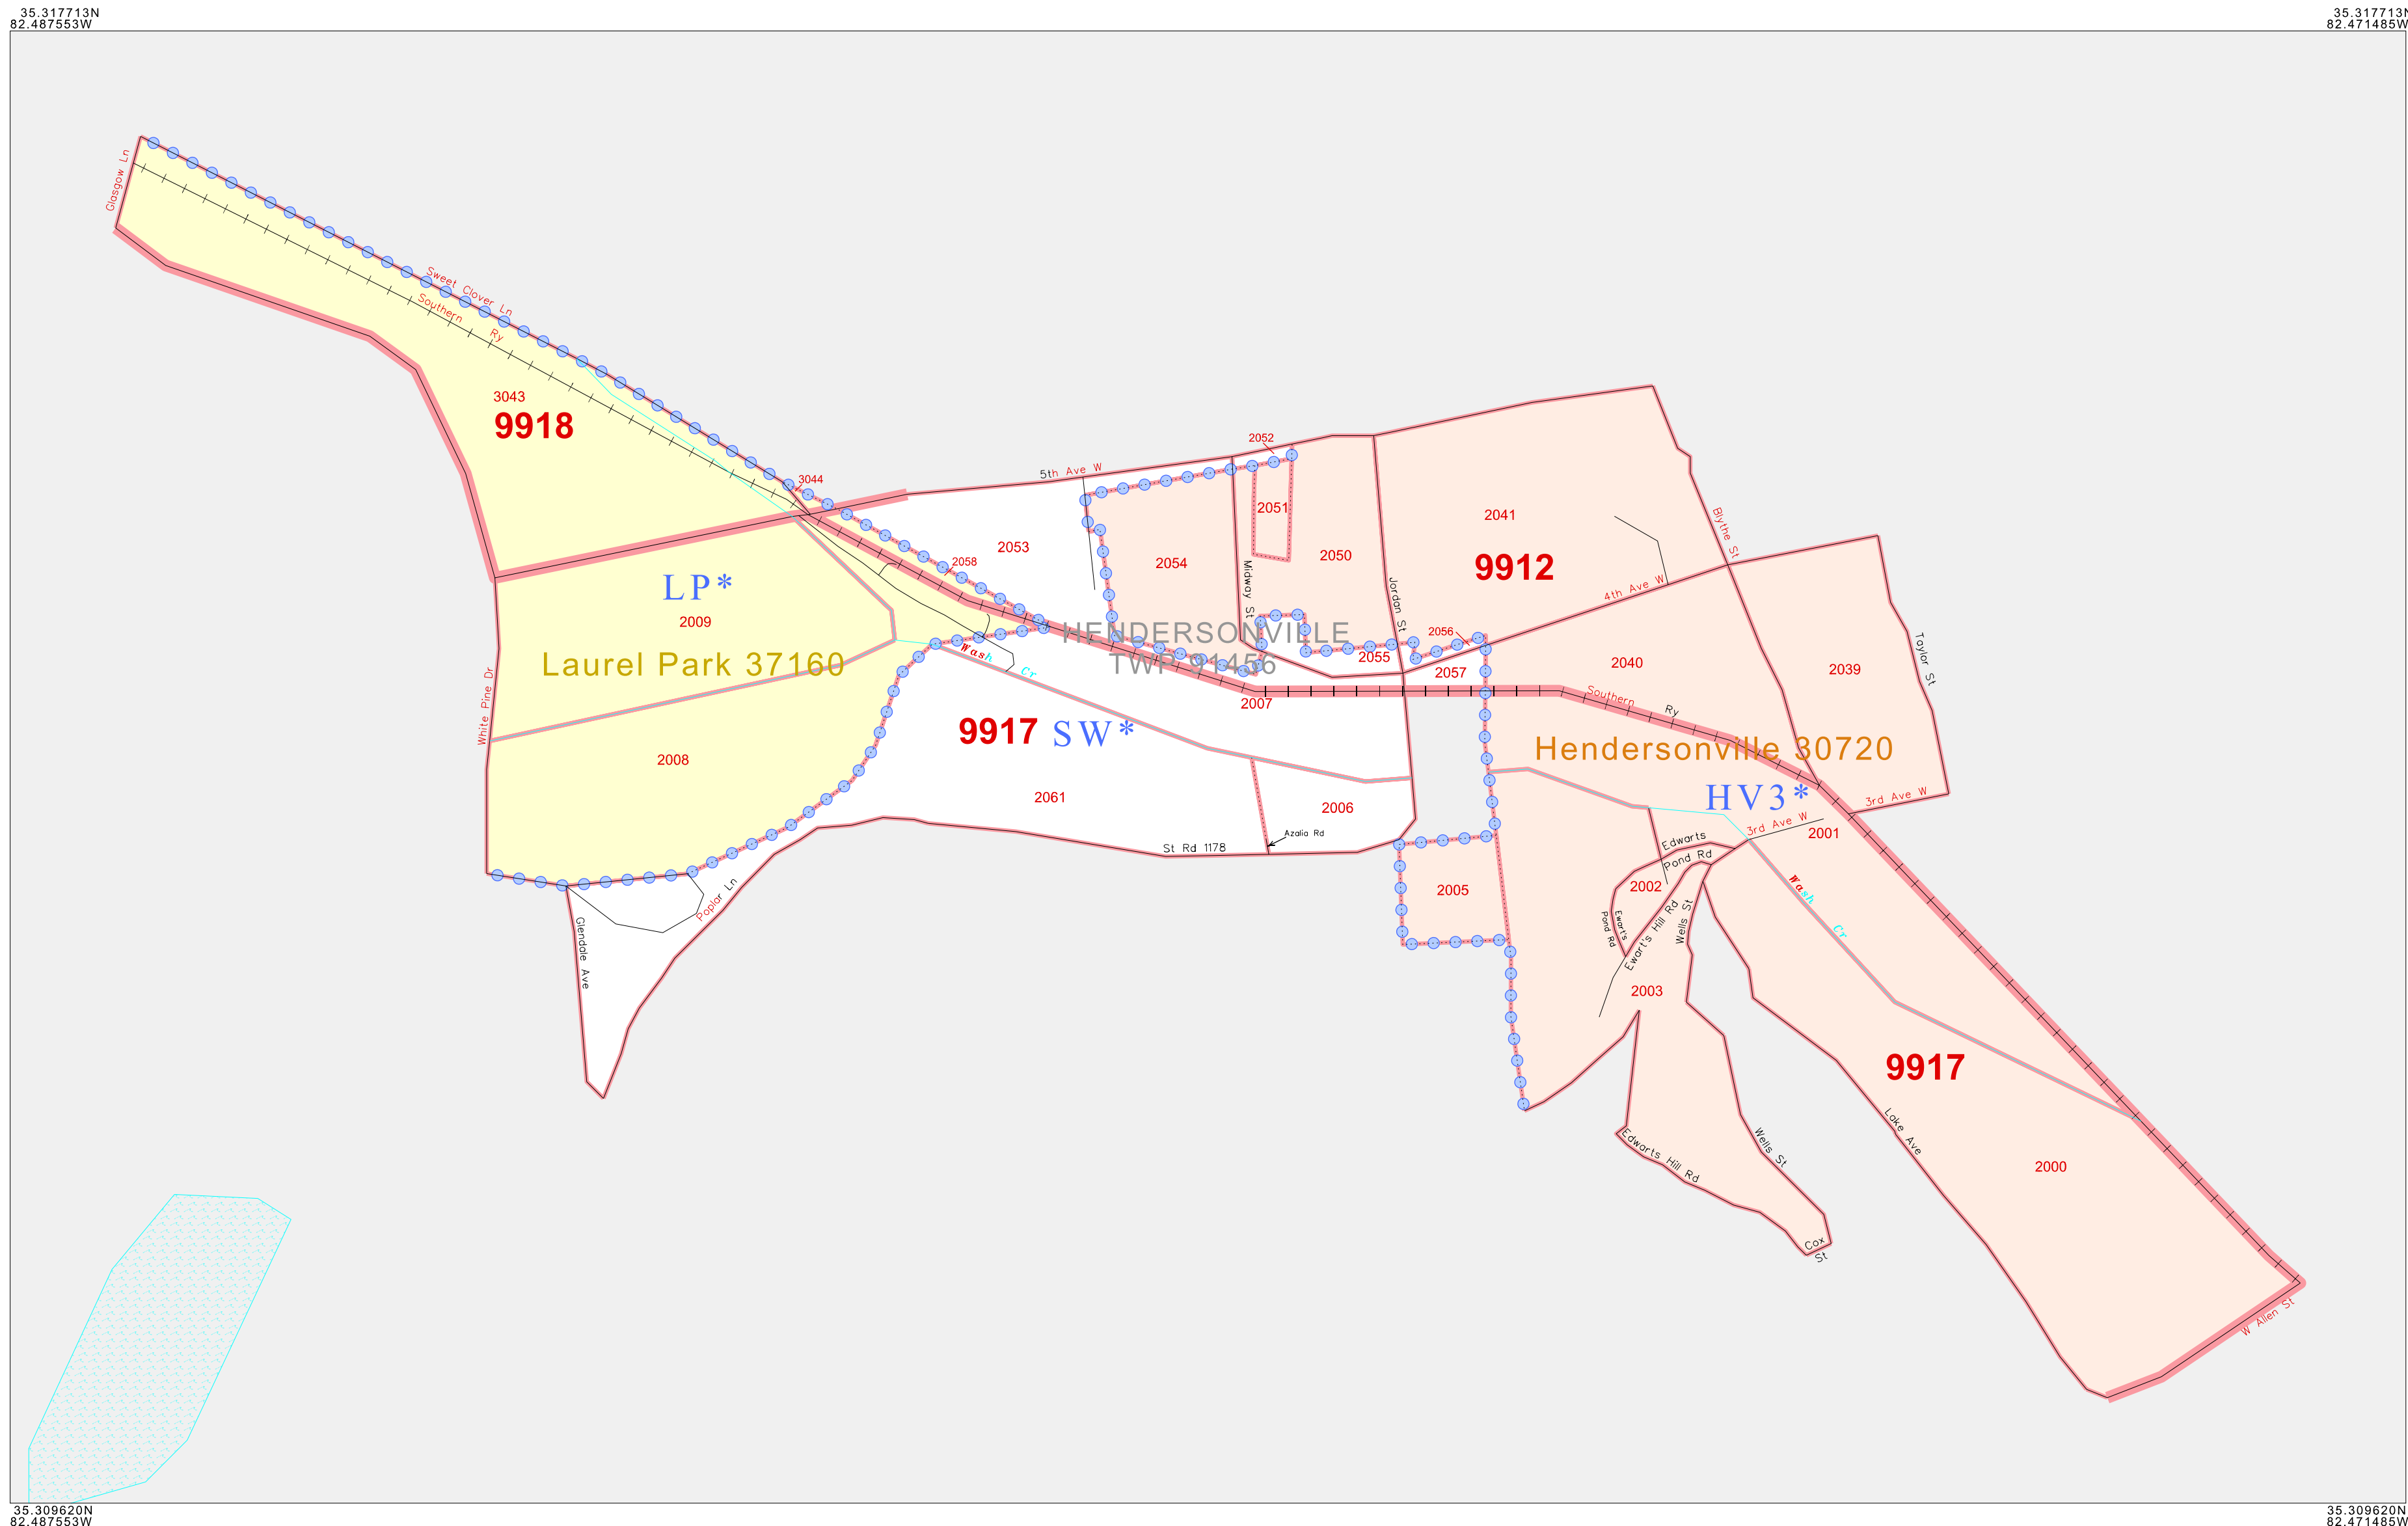 35.317713N
82.487553W
35.317713N
82.471485W
Glasgow Ln
Sweet Clover Ln
Southern Ry
3043
9918
3044
5th Ave W
2052
2051
2041
2053
2058
2054
2050
9912
Midway St
Jordan St
Blythe St
4th Ave W
Taylor St
LP*
2009
Laurel Park 37160
White Pine Dr
2008
Wash Cr
HENDERSONVILLE
TWP 91456
2056
2055
2057
2040
2039
2007
Southern Ry
9917
SW*
Hendersonville 30720
HV3*
2061
2006
Azalia Rd
St Rd 1178
3rd Ave W
3rd Ave W
2001
Edwarts
Pond Rd
2002
2005
Ewart's
Pond Rd
Ewart's Hill Rd
Wells St
Wash Cr
Poplar Ln
Glendale Ave
2003
9917
Lake Ave
Edwarts Hill Rd
Wells St
2000
Cox
St
W Allen St
35.309620N
82.487553W
35.309620N
82.471485W